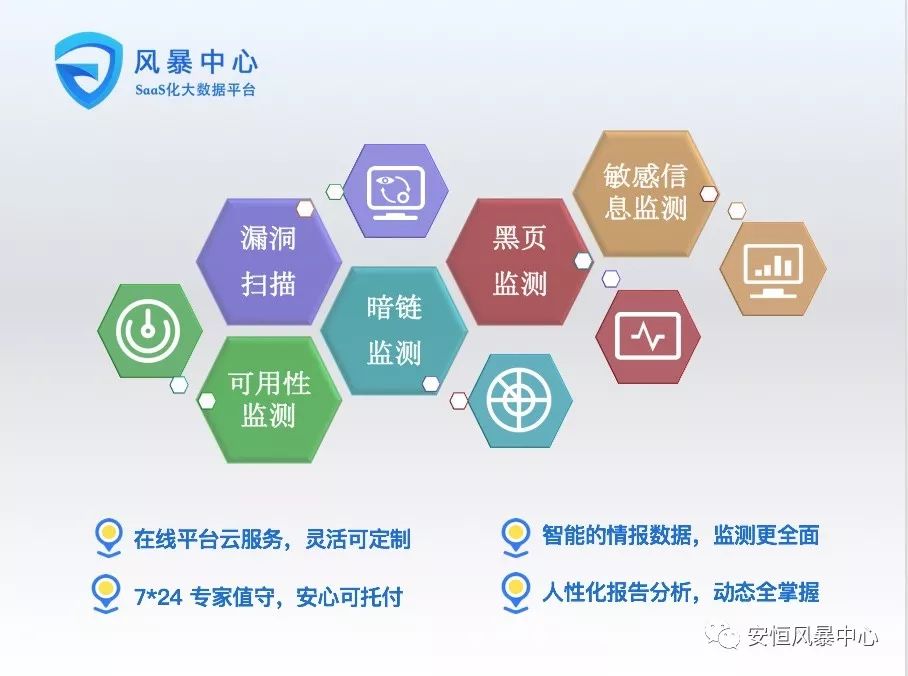 风暴中心
SaaS化大数据平台
敏感信
息监测
漏洞
扫描
黑页
监测
暗链
监测
可用性
监测
在线平台云服务，灵活可定制
智能的情报数据，监测更全面
7*24 专家值守，安心可托付
人性化报告分析，动态全掌握
安恒风暴中心